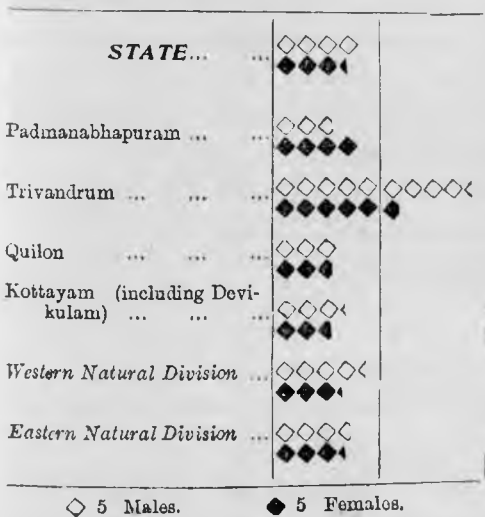 STATE... ...
Padmanabhapuram ... ...
Trivandrum ... ... ...
Quilon ... ... ...
Kottayam (including Devi-
kulam) ... ... ...
Western Natural Division ...
Eastern Natural Division ...
◇ 5 Males. ◆ 5 Females.